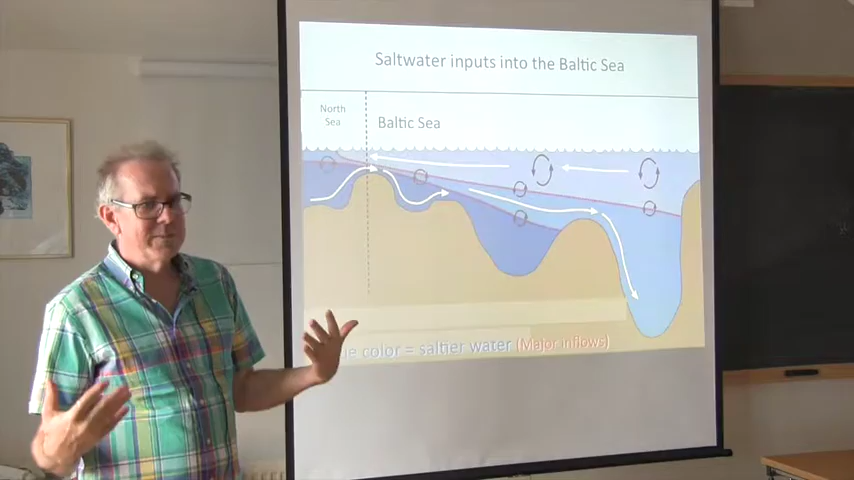 Saltwater inputs into the Baltic Sea
North
Sea
Baltic Sea
color = saltier water (Major inflows)